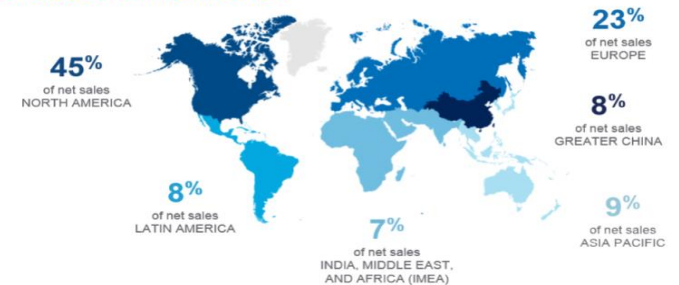 45%
of net sales
NORTH AMERICA
23%
of net sales
EUROPE
8%
of net sales
GREATER CHINA
8%
of net sales
LATIN AMERICA
7%
of net sales
INDIA, MIDDLE EAST,
AND AFRICA (IMEA)
9%
of net sales
ASIA PACIFIC